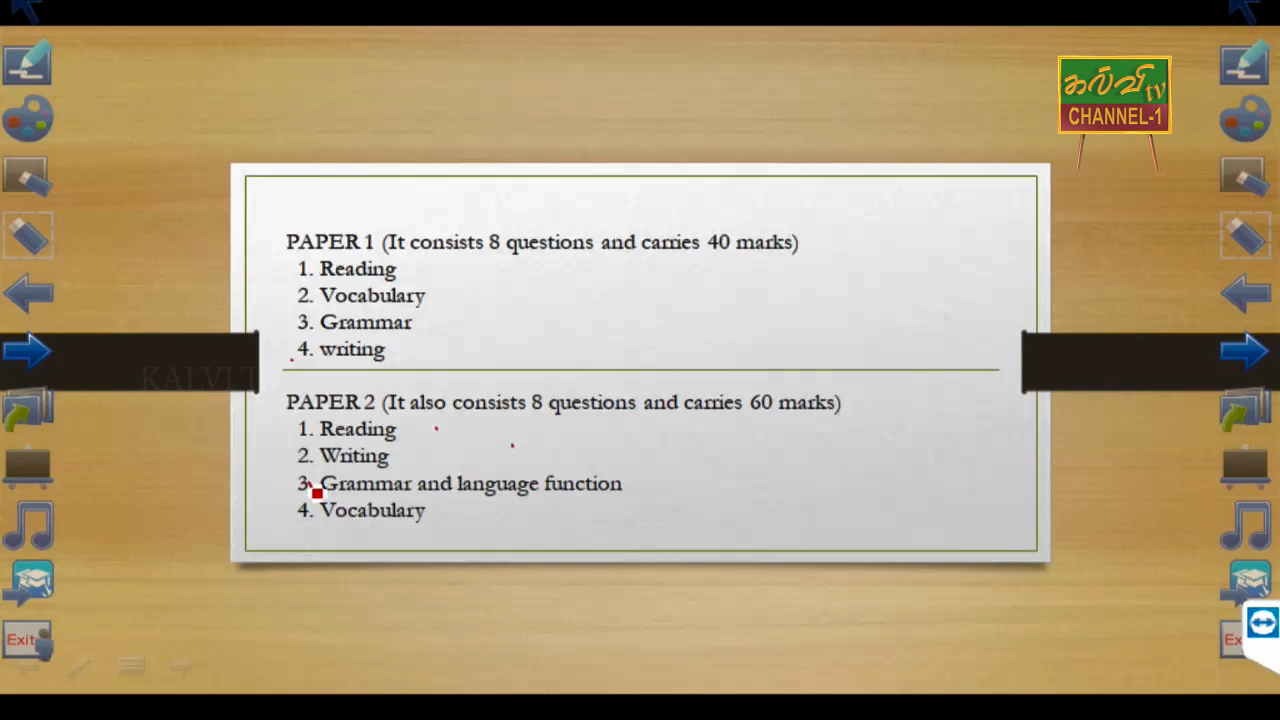 கல்வி tv
CHANNEL-1
PAPER 1 (It consists 8 questions and carries 40 marks)
1. Reading
2. Vocabulary
3. Grammar
4. writing
KALVI T
PAPER 2 (It also consists 8 questions and carries 60 marks)
1. Reading
2. Writing
3. Grammar and language function
4. Vocabulary
Exit
Ex